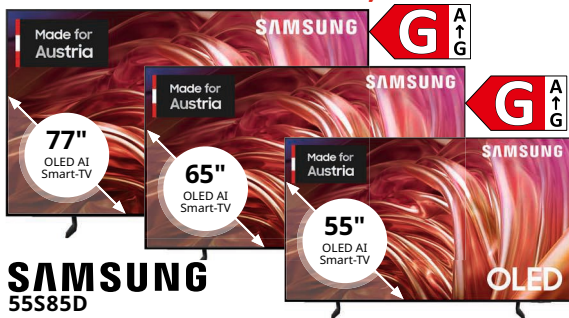 Made for
Austria
SAMSUNG
G
A
↑
G
77"
OLED AI
Smart-TV
Made for
Austria
SAMSUNG
G
A
↑
G
65"
OLED AI
Smart-TV
Made for
Austria
SAMSUNG
55"
OLED AI
Smart-TV
OLED
SAMSUNG
55S85D